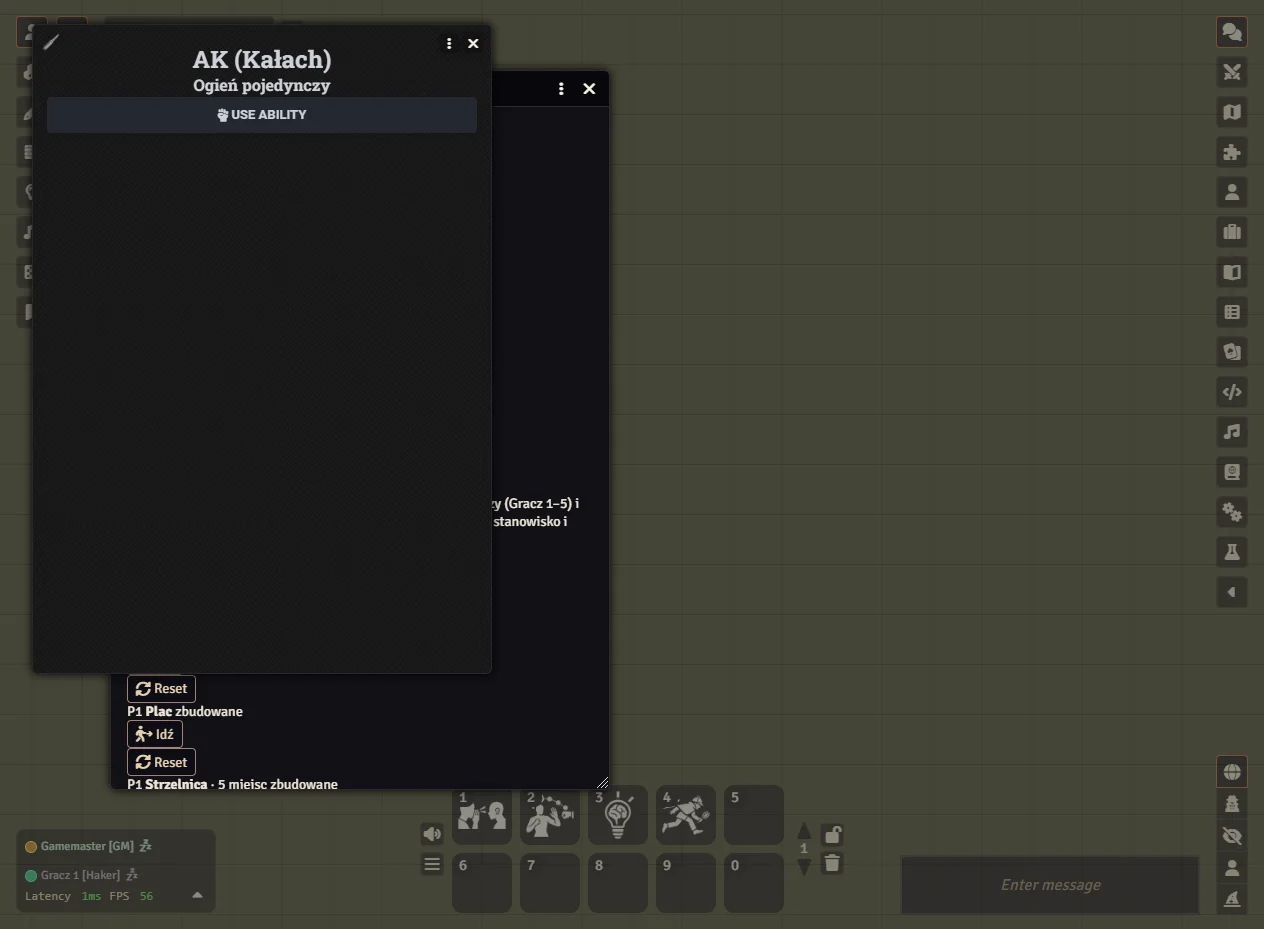 AK (Kałach)
Ogień pojedynczy
USE ABILITY
zy (Gracz 1–5) i
stanowisko i
Reset
P1 Plac zbudowane
Idź
Reset
P1 Strzelnica · 5 miejsc zbudowane
1
2
3
4
5
6
7
8
9
0
1
Gamemaster [GM]
Gracz 1 [Haker]
Latency 1ms FPS 56
Enter message